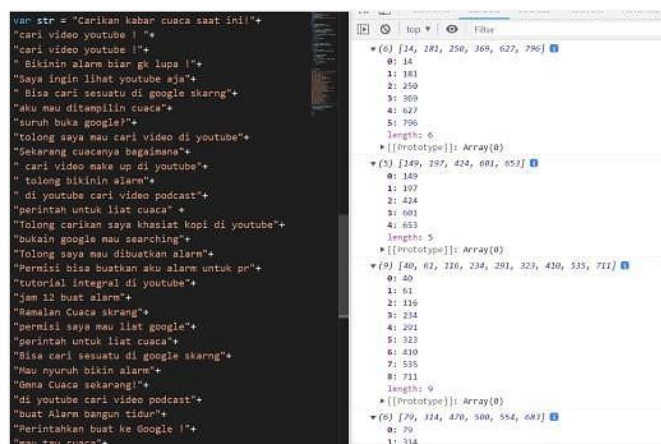 var str = "Carikan kabar cuaca saat ini!"+
"cari video youtube ! "+
"cari video youtube !"+
" Bikinin alarm biar gk lupa !"+
"Saya ingin lihat youtube aja"+
" Bisa cari sesuatu di google skarng"+
"aku mau ditampilin cuaca"+
"suruh buka google?"+
"tolong saya mau cari video di youtube"+
"Sekarang cuacanya bagaimana"+
" cari video make up di youtube"+
" tolong bikinin alarm"+
" di youtube cari video podcast"+
"perintah untuk liat cuaca" +
"Tolong carikan saya khasiat kopi di youtube"+
"bukain google mau searching"+
"Tolong saya mau dibuatkan alarm"+
"Permisi bisa buatkan aku alarm untuk pr"+
"tutorial integral di youtube"+
"jam 12 buat alarm"+
"Ramalan Cuaca skrang"+
"permisi saya mau liat google"+
"perintah untuk liat cuaca"+
"Bisa cari sesuatu di google skarng"+
"Mau nyuruh bikin alarm"+
"Gmna Cuaca sekarang!"+
"di youtube cari video podcast"+
"buat Alarm bangun tidur"+
"Perintahkan buat ke Google !"+
"mau tau cuaca"+
top ▾ Filter
▾ (6) [14, 181, 250, 369, 627, 796]
0: 14
1: 181
2: 250
3: 369
4: 627
5: 796
length: 6
▸ [[Prototype]]: Array(0)
▾ (5) [149, 197, 424, 601, 653]
0: 149
1: 197
2: 424
3: 601
4: 653
length: 5
▸ [[Prototype]]: Array(0)
▾ (9) [40, 61, 116, 234, 291, 323, 410, 535, 711]
0: 40
1: 61
2: 116
3: 234
4: 291
5: 323
6: 410
7: 535
8: 711
length: 9
▸ [[Prototype]]: Array(0)
▾ (6) [79, 314, 470, 500, 554, 683]
0: 79
1: 314